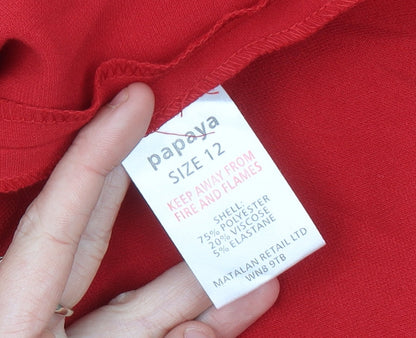 papaya
SIZE 12
KEEP AWAY FROM
FIRE AND FLAMES
SHELL:
75% POLYESTER
20% VISCOSE
5% ELASTANE
MATALAN RETAIL LTD
WN8 9TB